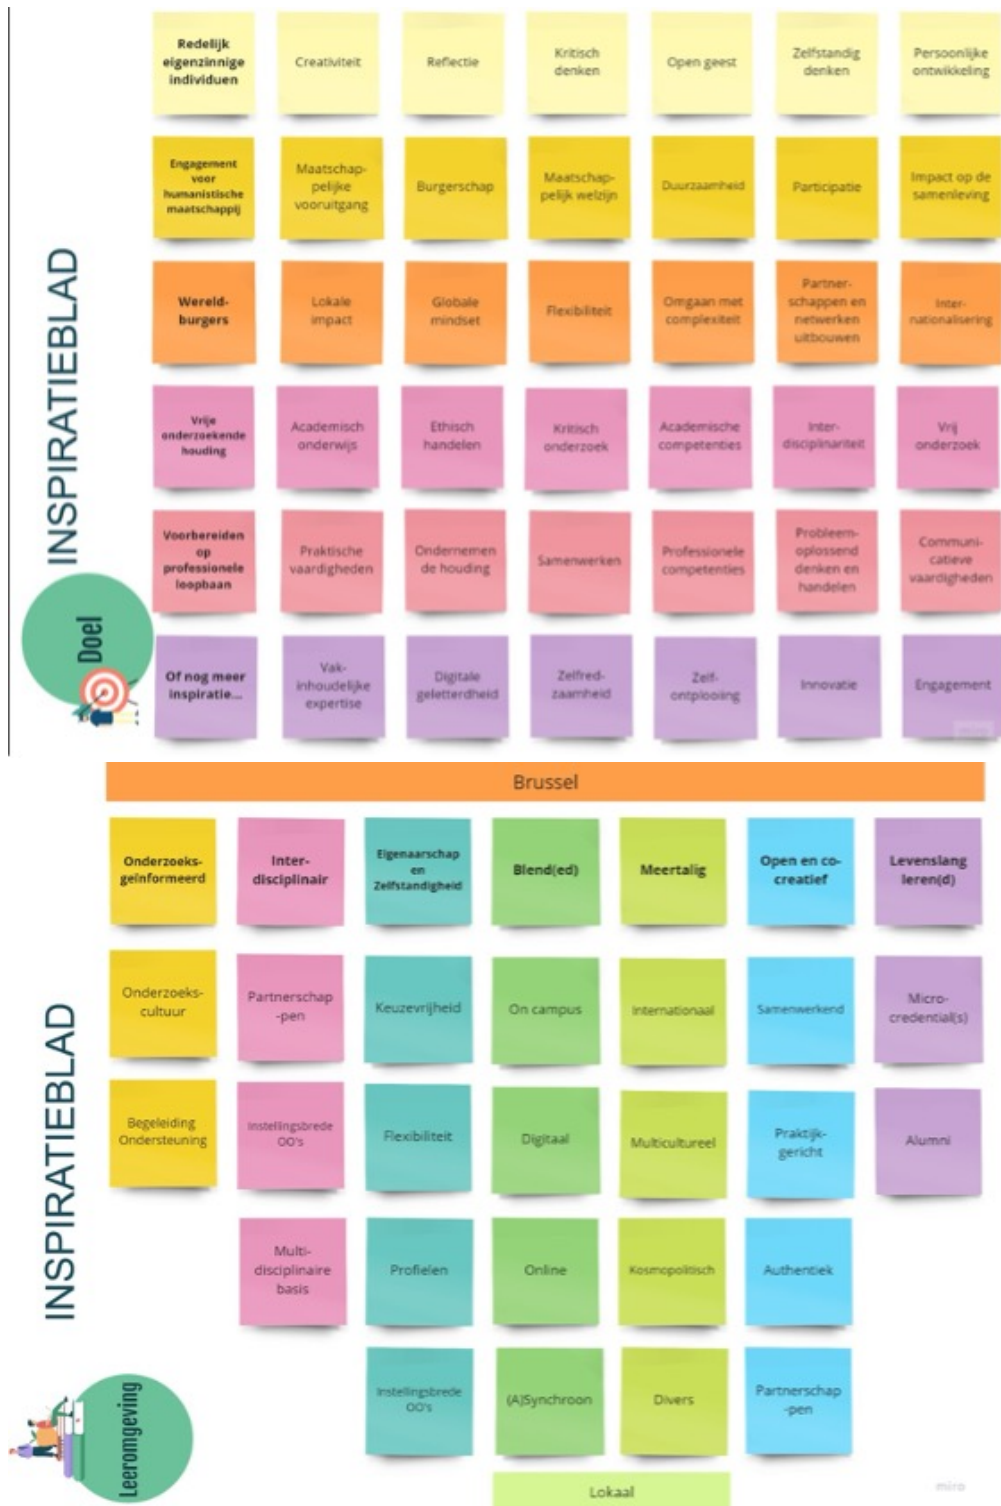 INSPIRATIEBLAD
Doel
Redelijk
eigenzinnige
individuen
Creativiteit
Reflectie
Kritisch
denken
Open geest
Zelfstandig
denken
Persoonlijke
ontwikkeling
Engagement
voor
humanistische
maatschappij
Maatschap-
pelijke
vooruitgang
Burgerschap
Maatschap-
pelijk welzijn
Duurzaamheid
Participatie
Impact op de
samenleving
Wereld-
burgers
Lokale
impact
Globale
mindset
Flexibiliteit
Omgaan met
complexiteit
Partner-
schappen en
netwerken
uitbouwen
Inter-
nationalisering
Vrije
onderzoekende
houding
Academisch
onderwijs
Ethisch
handelen
Kritisch
onderzoek
Academische
competenties
Inter-
disciplinariteit
Vrij
onderzoek
Voorbereiden
op
professionele
loopbaan
Praktische
vaardigheden
Ondernemen
de houding
Samenwerken
Professionele
competenties
Probleem-
oplossend
denken en
handelen
Communi-
catieve
vaardigheden
Of nog meer
inspiratie...
Vak-
inhoudelijke
expertise
Digitale
geletterdheid
Zelfred-
zaamheid
Zelf-
ontplooiing
Innovatie
Engagement
INSPIRATIEBLAD
Leeromgeving
Brussel
Onderzoeks-
geïnformeerd
Inter-
disciplinair
Eigenaarschap
en
Zelfstandigheid
Blend(ed)
Meertalig
Open en co-
creatief
Levenslang
leren(d)
Onderzoeks-
cultuur
Partnerschap
-pen
Keuzevrijheid
On campus
Internationaal
Samenwerkend
Micro-
credential(s)
Begeleiding
Ondersteuning
Instellingsbrede
OO's
Flexibiliteit
Digitaal
Multicultureel
Praktijk-
gericht
Alumni
Multi-
disciplinaire
basis
Profielen
Online
Kosmopolitisch
Authentiek
Instellingsbrede
OO's
(A)Synchroon
Divers
Partnerschap
-pen
Lokaal
miro